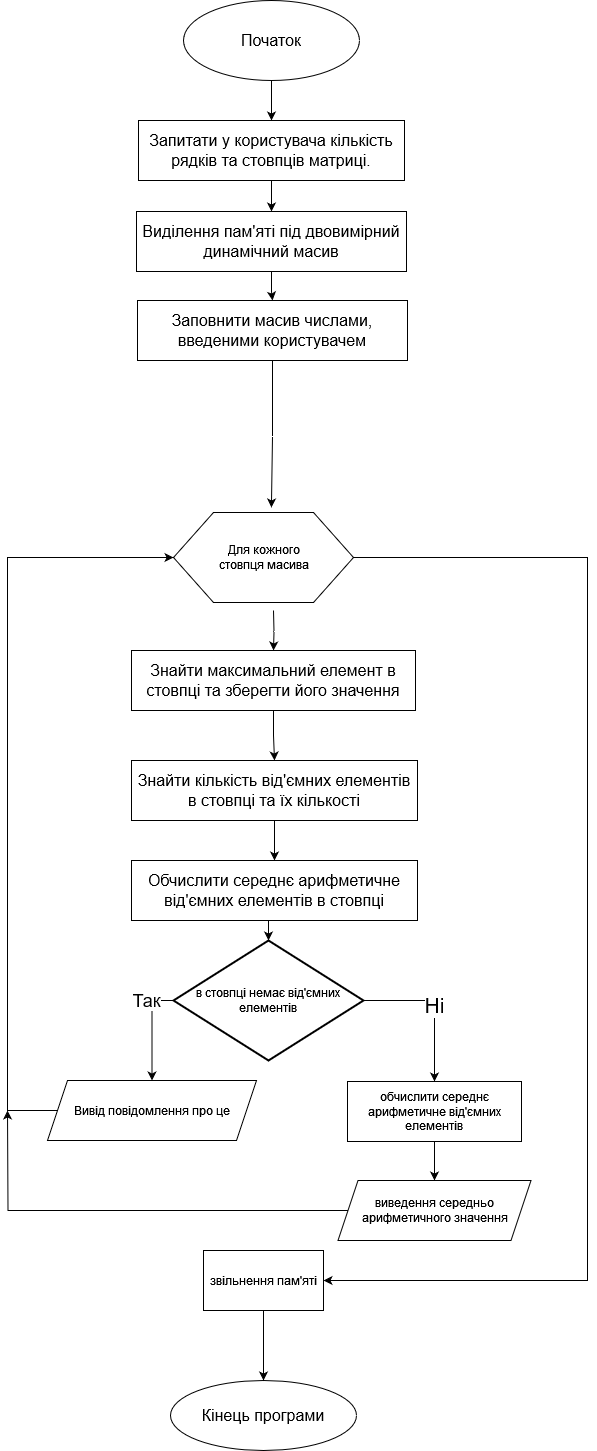 Початок
Запитати у користувача кількість
рядків та стовпців матриці.
Виділення пам'яті під двовимірний
динамічний масив
Заповнити масив числами,
введеними користувачем
Для кожного
стовпця масива
Знайти максимальний елемент в
стовпці та зберегти його значення
Знайти кількість від'ємних елементів
в стовпці та їх кількості
Обчислити середнє арифметичне
від'ємних елементів в стовпці
в стовпці немає від'ємних
елементів
Так
Ні
Вивід повідомлення про це
обчислити середнє
арифметичне від'ємних
елементів
виведення середньо
арифметичного значення
звільнення пам'яті
Кінець програми